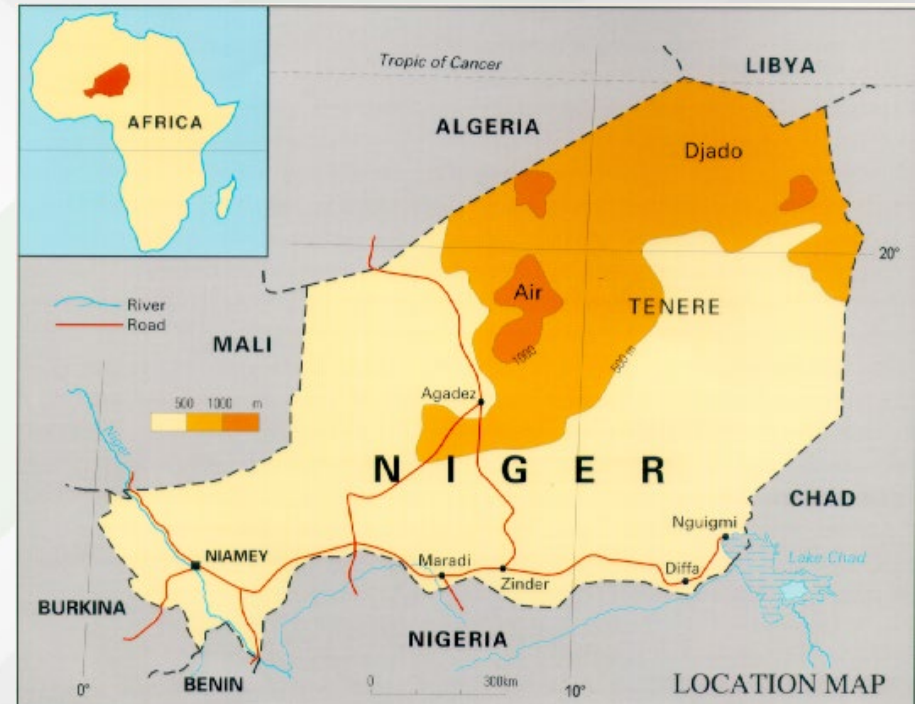 AFRICA
Tropic of Cancer
LIBYA
ALGERIA
Djado
20°
River
Road
Air
TENERE
MALI
1000
500 1000 m
Agadez
Niger
NIGER
CHAD
Nguigmi
NIAMEY
Maradi
Zinder
Diffa
Lake Chad
BURKINA
NIGERIA
BENIN
0°
0 300km
10°
LOCATION MAP